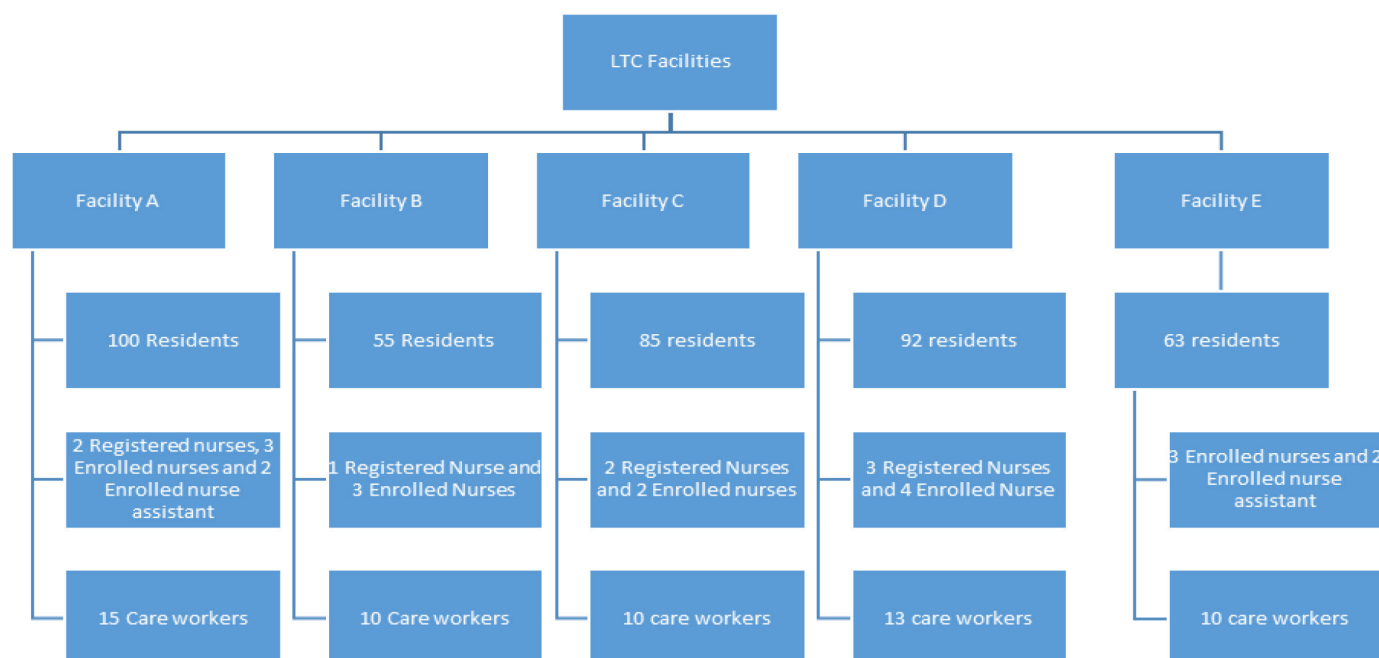 LTC Facilities
Facility A
Facility B
Facility C
Facility D
Facility E
100 Residents
55 Residents
85 residents
92 residents
63 residents
2 Registered nurses, 3
Enrolled nurses and 2
Enrolled nurse
assistant
1 Registered Nurse and
3 Enrolled Nurses
2 Registered Nurses
and 2 Enrolled nurses
3 Registered Nurses
and 4 Enrolled Nurse
3 Enrolled nurses and 2
Enrolled nurse
assistant
15 Care workers
10 Care workers
10 care workers
13 care workers
10 care workers